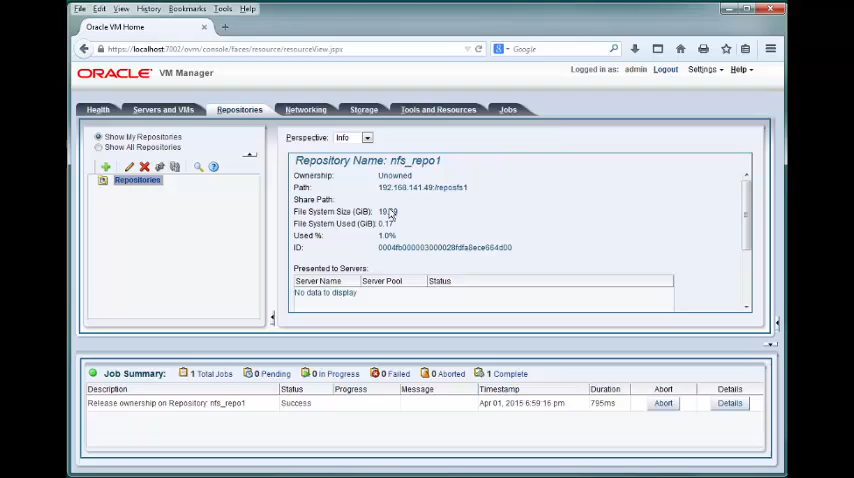 File Edit View History Bookmarks Tools Help
Oracle VM Home
https://localhost:7002/ovm/console/faces/resource/resourceView.jspx
Google
ORACLE VM Manager
Logged in as: admin Logout Settings Help
Health Servers and VMs Repositories Networking Storage Tools and Resources Jobs
Show My Repositories
Show All Repositories
Repositories
Perspective: Info
Repository Name: nfs_repo1
Ownership: Unowned
Path: 192.168.141.49:/reposfs1
Share Path:
File System Size (GiB):
File System Used (GiB): 0.17
Used %: 1.0%
ID: 0004fb000003000028fdfa8ece664d00
Presented to Servers:
Server Name Server Pool Status
No data to display
Job Summary: 1 Total Jobs 0 Pending 0 In Progress 0 Failed 0 Aborted 1 Complete
Description Status Progress Message Timestamp Duration Abort Details
Release ownership on Repository: nfs_repo1 Success Apr 01, 2015 6:59:16 pm 795ms Abort Details